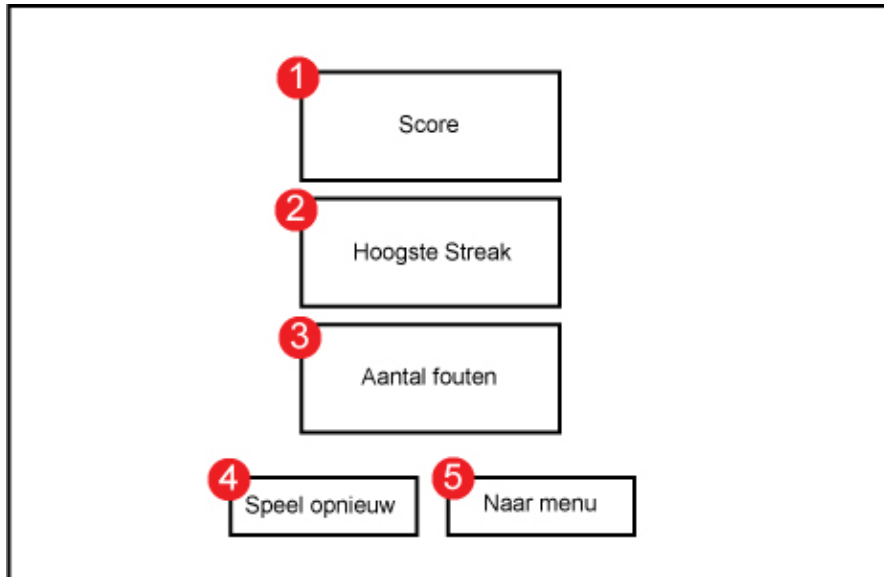 1
Score
2
Hoogste Streak
3
Aantal fouten
4
Speel opnieuw
5
Naar menu